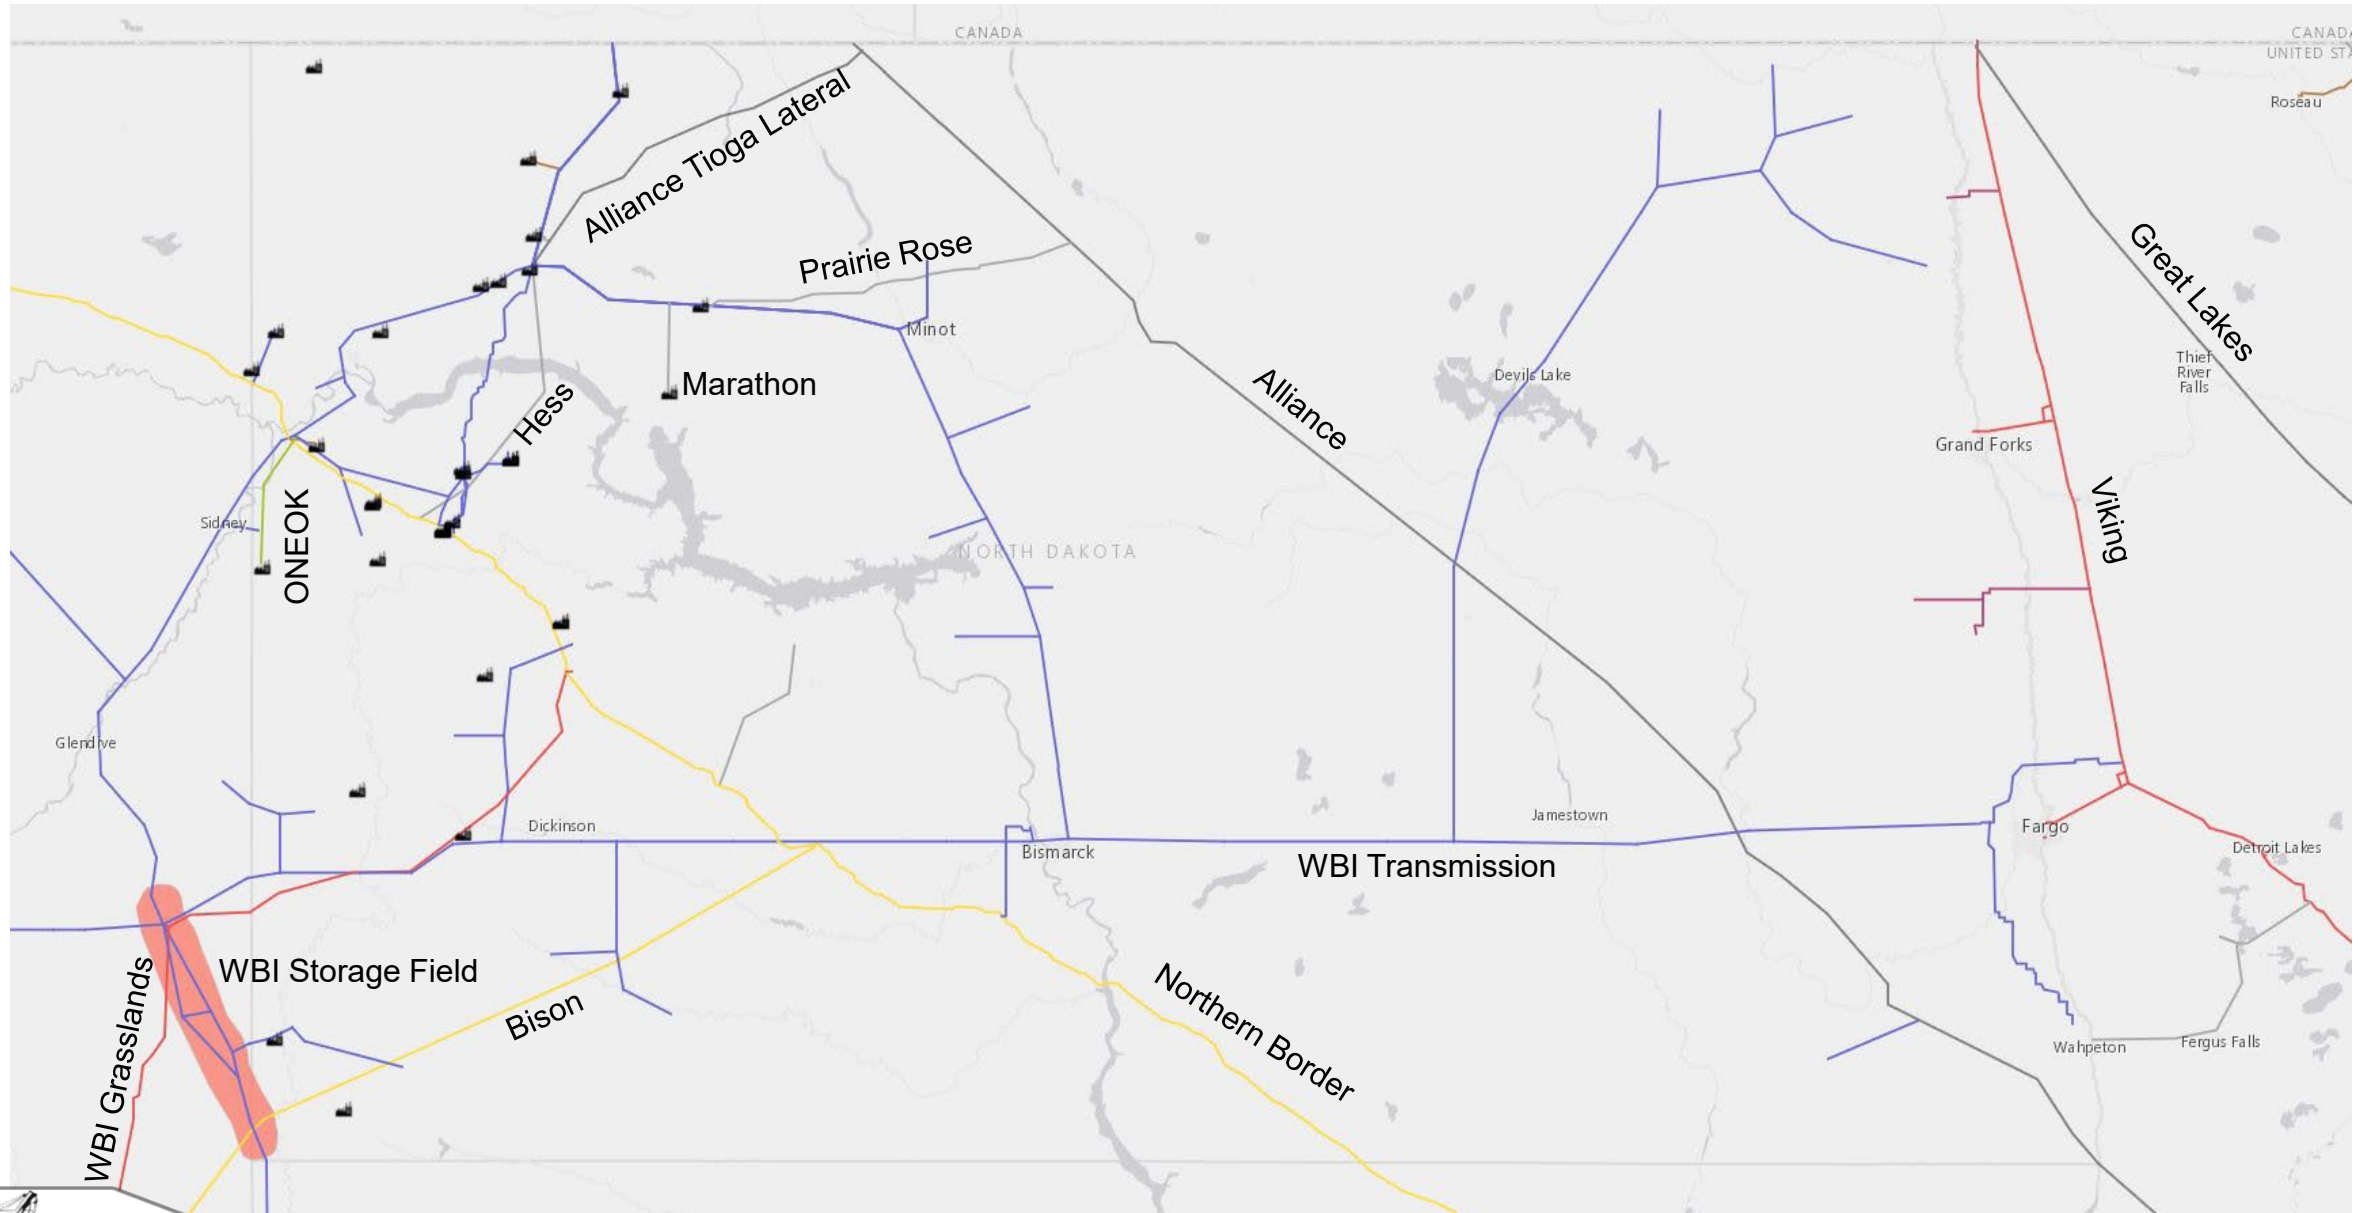 CANADA
CANADA
UNITED STA
Roseau
Alliance Tioga Lateral
Prairie Rose
Great Lakes
Minot
Thief
River
Falls
Marathon
Devils Lake
Alliance
Hess
Grand Forks
ONEOK
Sidney
Viking
NORTH DAKOTA
Glendive
Dickinson
Jamestown
Fargo
Bismarck
Detroit Lakes
WBI Transmission
WBI Storage Field
WBI Grasslands
Bison
Northern Border
Wahpeton
Fergus Falls